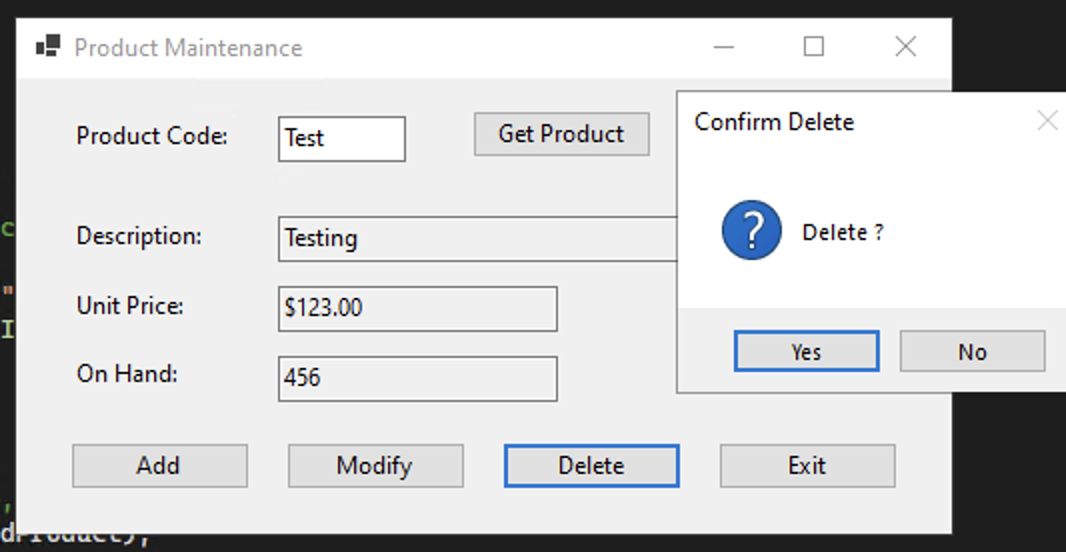 Product Maintenance
Product Code:
Test
Get Product
Description:
Testing
Unit Price:
$123.00
On Hand:
456
Add
Modify
Delete
Exit
Confirm Delete
Delete ?
Yes
No